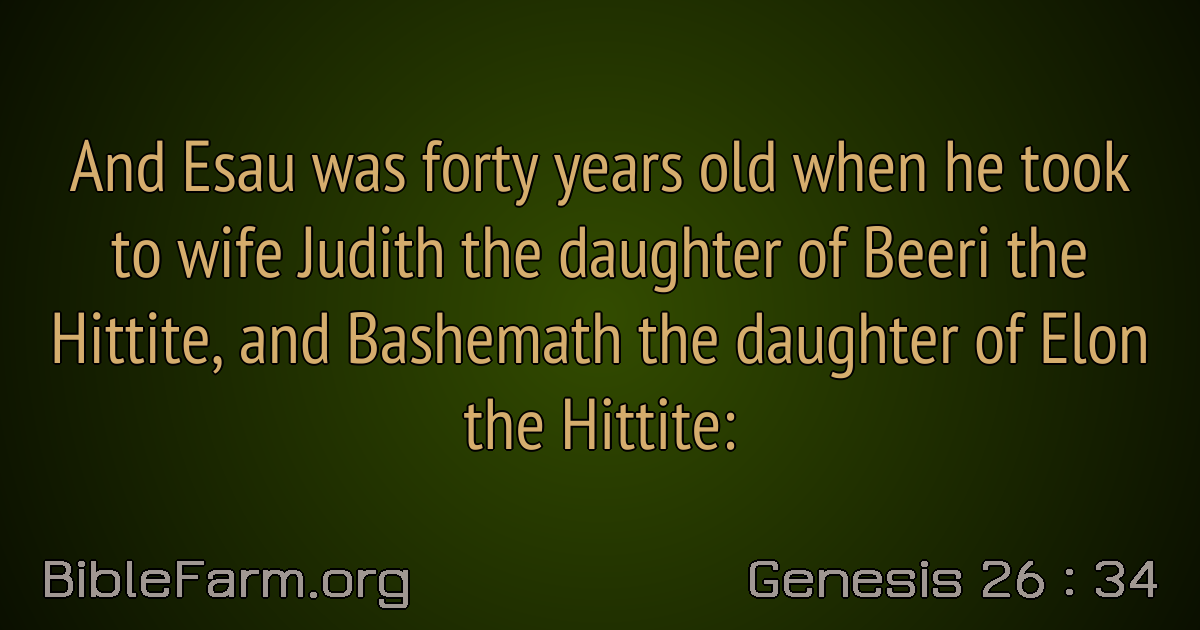 And Esau was forty years old when he took
to wife Judith the daughter of Beeri the
Hittite, and Bashemath the daughter of Elon
the Hittite:
BibleFarm.org
Genesis 26 : 34